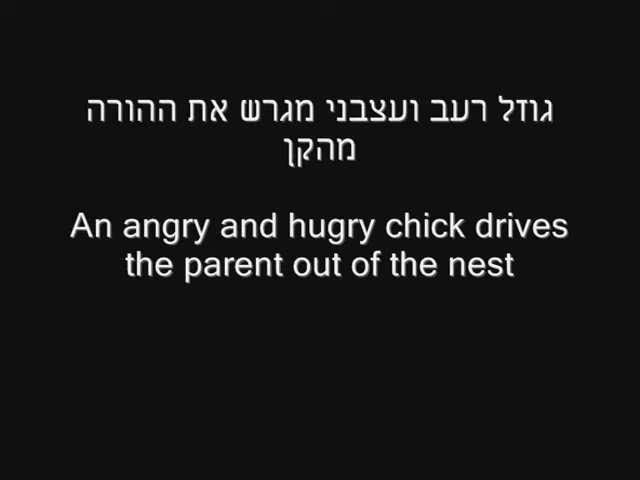 גוזל רעב ועצבני מגרש את ההורה
מהקן
An angry and hugry chick drives
the parent out of the nest